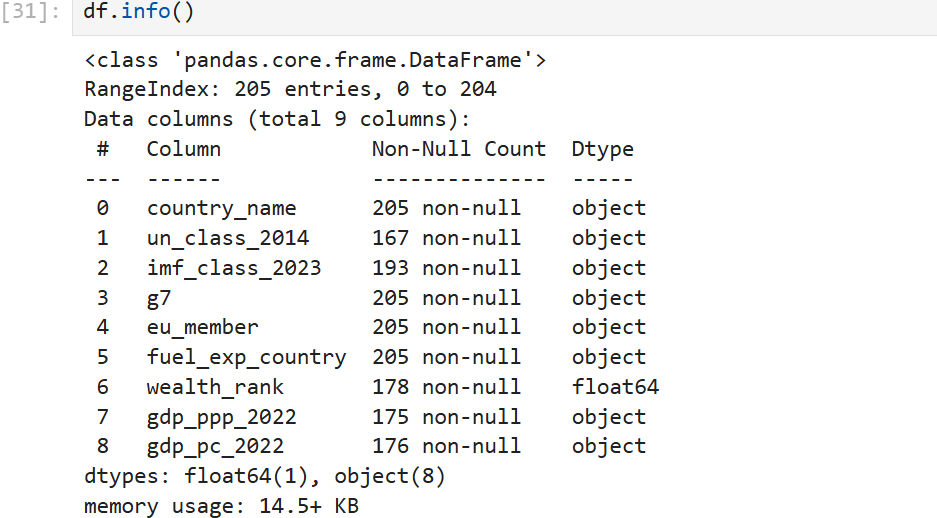 [31]: df.info()
<class 'pandas.core.frame.DataFrame'>
RangeIndex: 205 entries, 0 to 204
Data columns (total 9 columns):
 #   Column            Non-Null Count  Dtype
---  ------            --------------  -----
 0   country_name      205 non-null    object
 1   un_class_2014     167 non-null    object
 2   imf_class_2023    193 non-null    object
 3   g7                205 non-null    object
 4   eu_member         205 non-null    object
 5   fuel_exp_country  205 non-null    object
 6   wealth_rank       178 non-null    float64
 7   gdp_ppp_2022      175 non-null    object
 8   gdp_pc_2022       176 non-null    object
dtypes: float64(1), object(8)
memory usage: 14.5+ KB